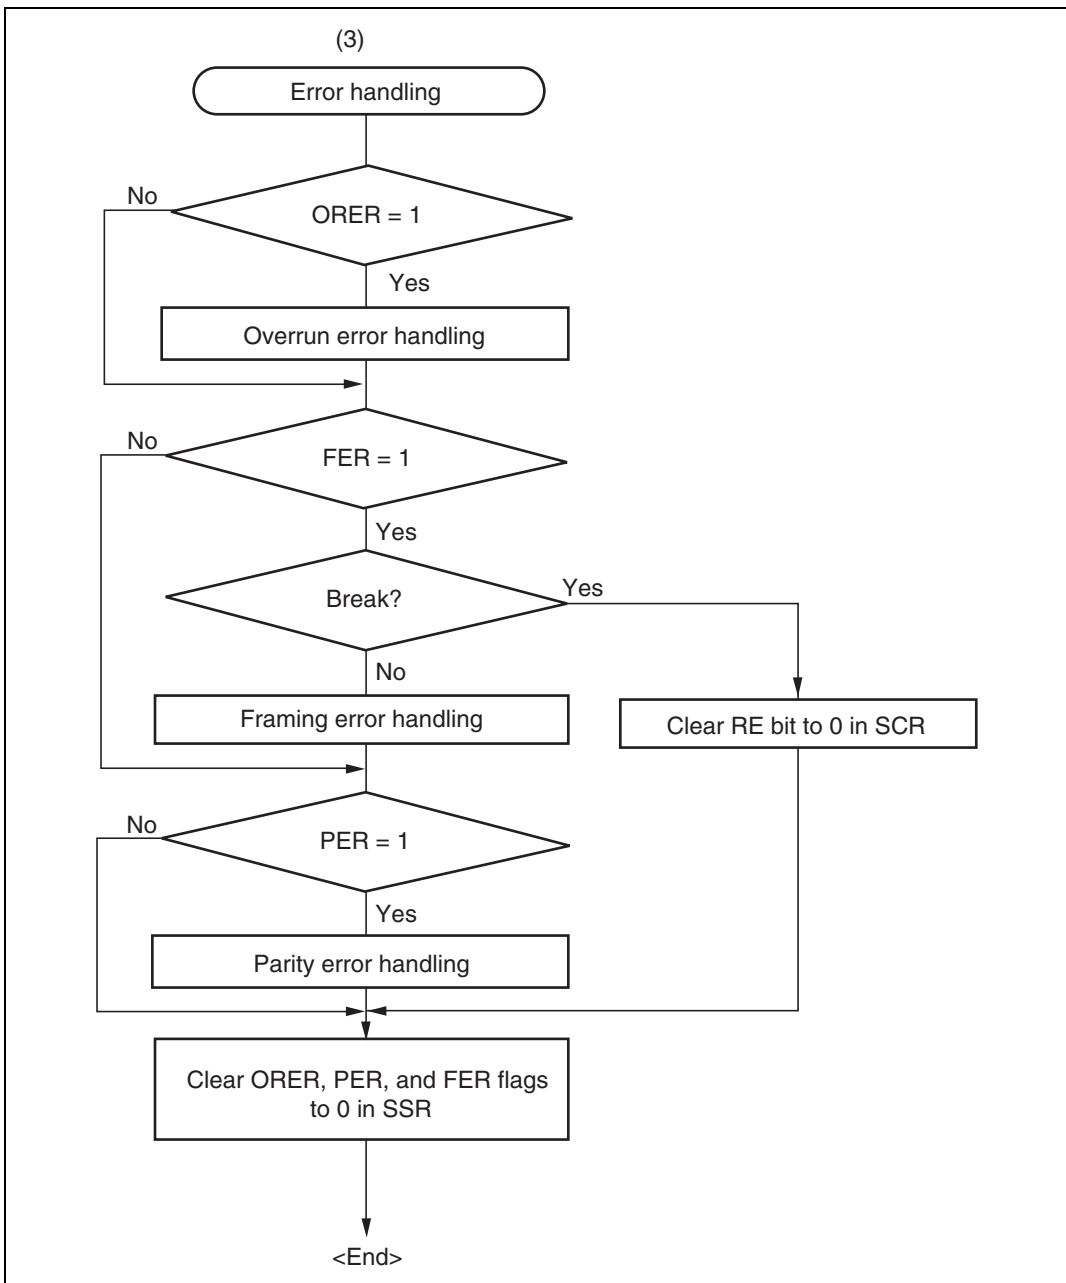 (3)
Error handling
No
ORER = 1
Yes
Overrun error handling
No
FER = 1
Yes
Break?
Yes
No
Framing error handling
Clear RE bit to 0 in SCR
No
PER = 1
Yes
Parity error handling
Clear ORER, PER, and FER flags
to 0 in SSR
<End>